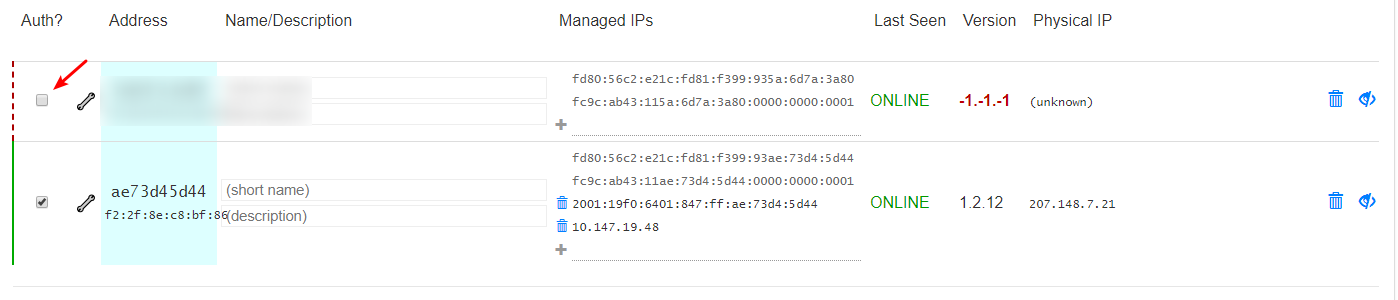 Auth? Address Name/Description Managed IPs Last Seen Version Physical IP
fd80:56c2:e21c:fd81:f399:935a:6d7a:3a80
fc9c:ab43:115a:6d7a:3a80:0000:0000:0001
ONLINE -1.-1.-1 (unknown)
+
fd80:56c2:e21c:fd81:f399:93ae:73d4:5d44
ae73d45d44 (short name) fc9c:ab43:11ae:73d4:5d44:0000:0000:0001
2001:19f0:6401:847:ff:ae:73d4:5d44 ONLINE 1.2.12 207.148.7.21
f2:2f:8e:c8:bf:86 (description)
10.147.19.48
+